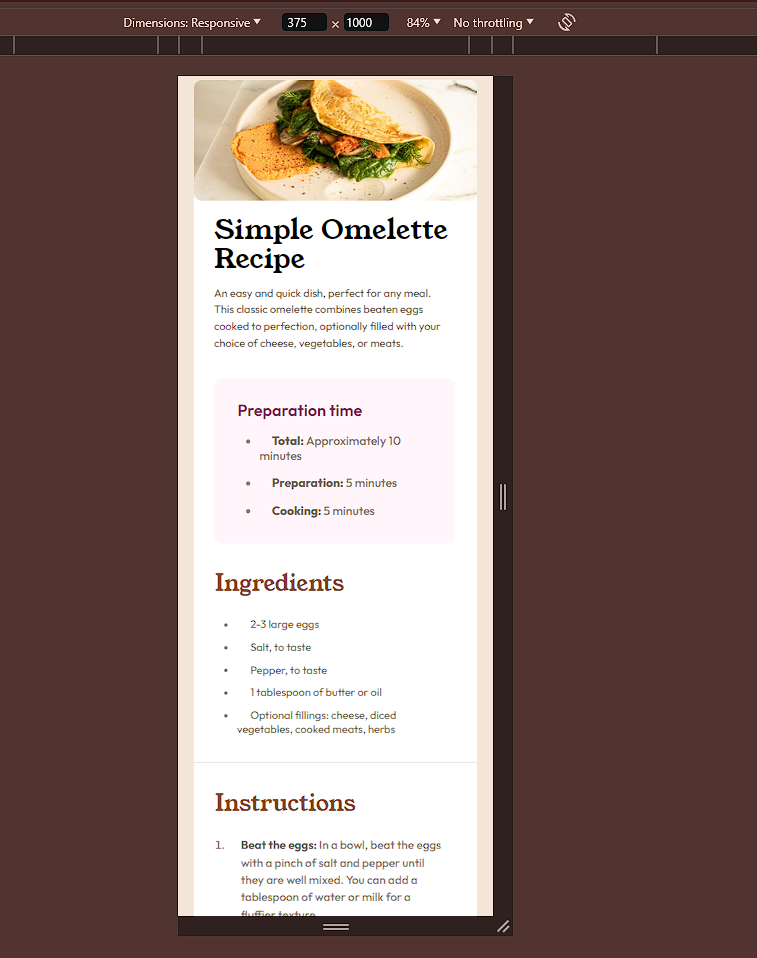 Dimensions: Responsive 375 × 1000 84% No throttling
Simple Omelette
Recipe
An easy and quick dish, perfect for any meal.
This classic omelette combines beaten eggs
cooked to perfection, optionally filled with your
choice of cheese, vegetables, or meats.
Preparation time
• Total: Approximately 10
minutes
• Preparation: 5 minutes
• Cooking: 5 minutes
Ingredients
• 2-3 large eggs
• Salt, to taste
• Pepper, to taste
• 1 tablespoon of butter or oil
• Optional fillings: cheese, diced
vegetables, cooked meats, herbs
Instructions
1. Beat the eggs: In a bowl, beat the eggs
with a pinch of salt and pepper until
they are well mixed. You can add a
tablespoon of water or milk for a
fluffier texture.